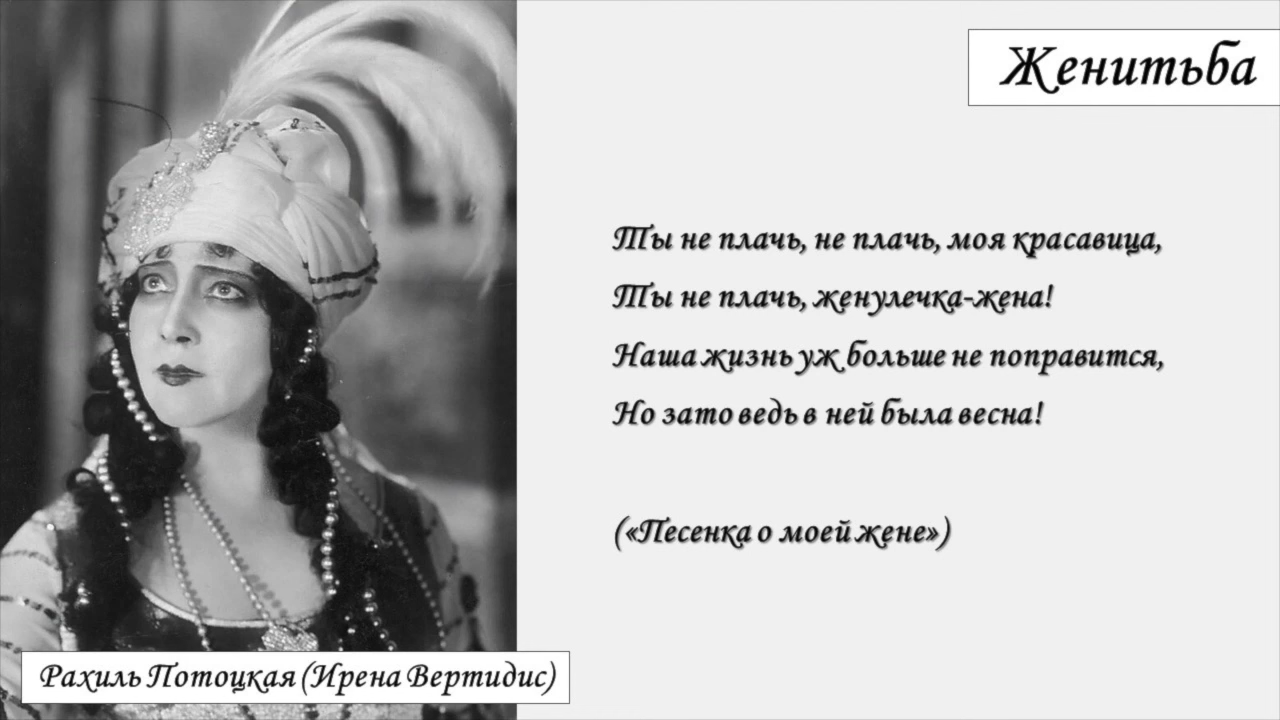 Женитьба
Ты не плачь, не плачь, моя красавица,
Ты не плачь, женулечка-жена!
Наша жизнь уж больше не поправится,
Но зато ведь в ней была весна!
(«Песенка о моей жене»)
Рахиль Потоцкая (Ирена Вертидис)